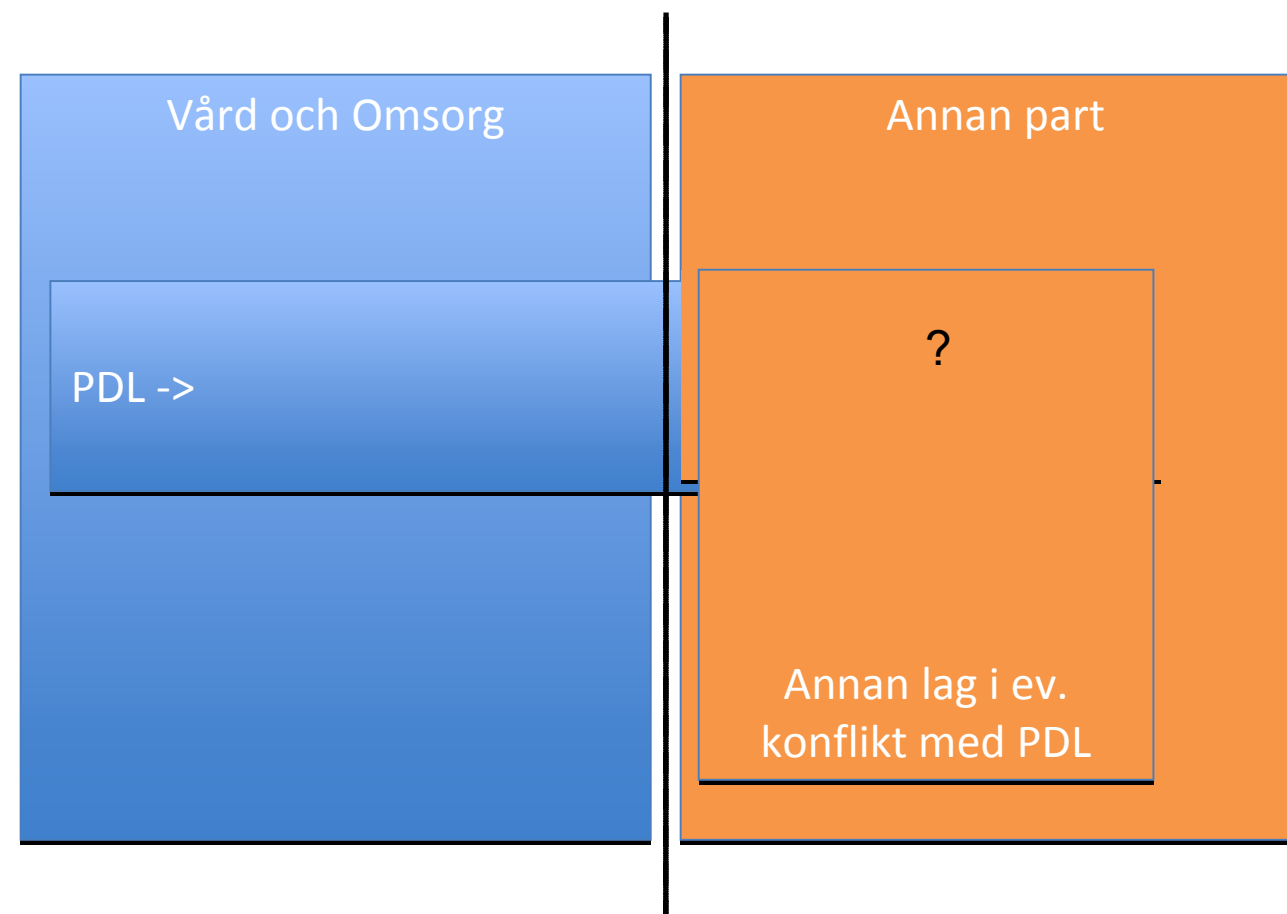 Vård och Omsorg
Annan part
PDL ->
?
Annan lag i ev.
konflikt med PDL